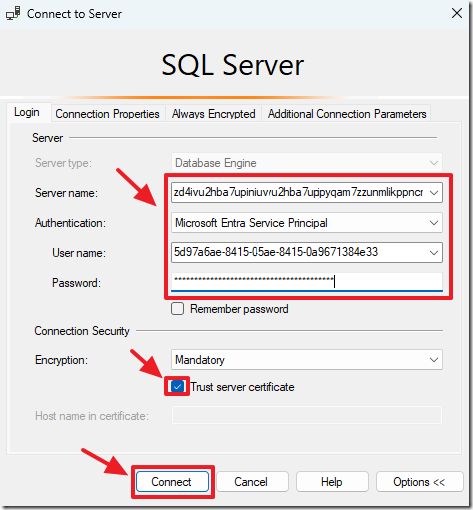 Connect to Server
SQL Server
Login Connection Properties Always Encrypted Additional Connection Parameters
Server
Server type: Database Engine
Server name: zd4ivu2hba7upiniuvru2hba7upjpyqam7zzunmlikppncr
Authentication: Microsoft Entra Service Principal
User name: 5d97a6ae-8415-05ae-8415-0a9671384e33
Password: ****************************************
Remember password
Connection Security
Encryption: Mandatory
Trust server certificate
Host name in certificate:
Connect Cancel Help Options <<